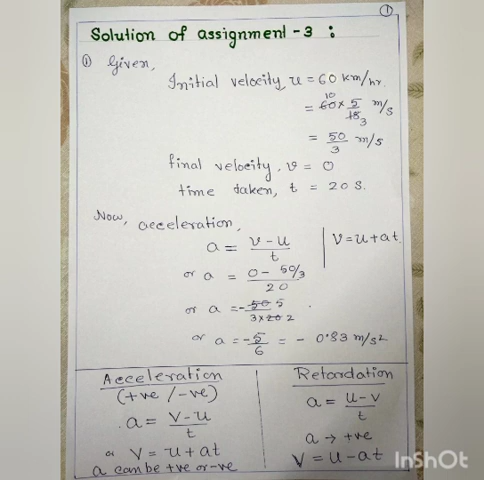 ①
Solution of assignment - 3 :
① Given,
Initial velocity u = 60 km/hr.
= 60 10 × 5/18 3 m/s
= 50/3 m/s
final velocity, v = 0
time taken, t = 20 s.
Now, acceleration,
a = v - u / t | V = u + at
or a = 0 - 50/3 / 20
or a = - 50 5 / 3 × 20 2
or a = - 5/6 = - 0.83 m/s2
Acceleration
(+ve / -ve)
a = V - u / t
or V = u + at
a can be +ve or -ve
Retardation
a = u - v / t
a → +ve
V = u - at
InShOt